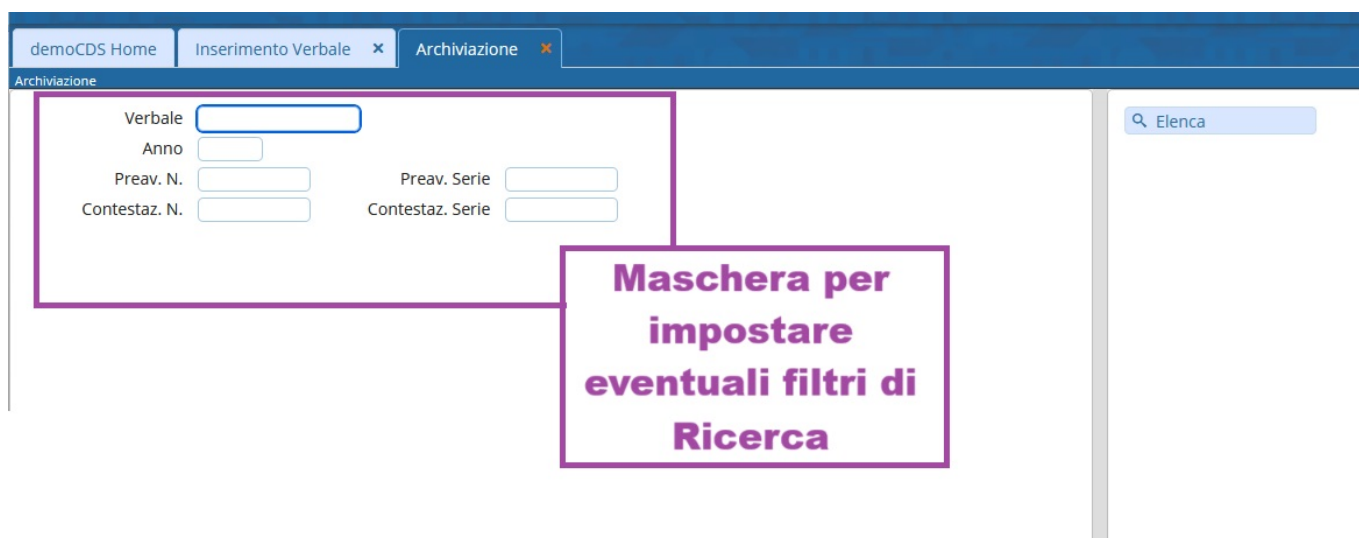 demoCDS Home Inserimento Verbale × Archiviazione ×
Archiviazione
Verbale
Elenca
Anno
Preav. N. Preav. Serie
Contestaz. N. Contestaz. Serie
Maschera per
impostare
eventuali filtri di
Ricerca